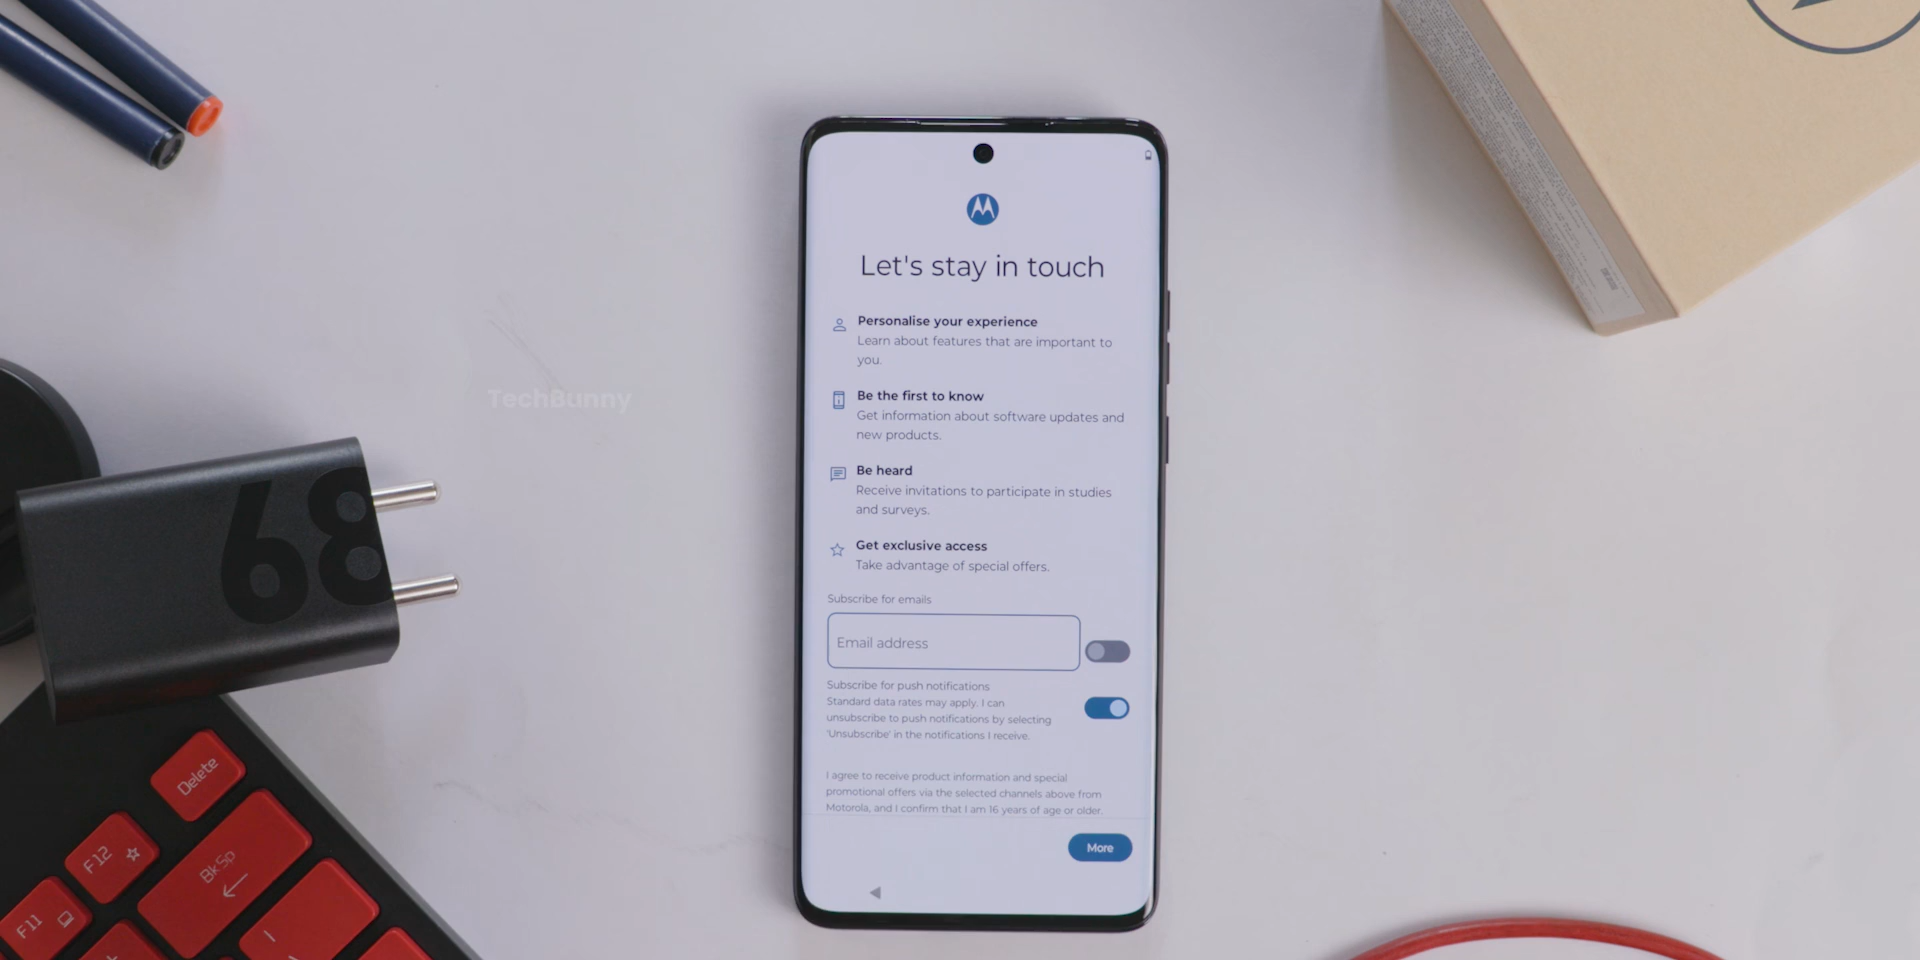 Let's stay in touch
Personalise your experience
Learn about features that are important to
you.
Be the first to know
Get information about software updates and
new products.
Be heard
Receive invitations to participate in studies
and surveys.
Get exclusive access
Take advantage of special offers.
Subscribe for emails
Email address
Subscribe for push notifications
Standard data rates may apply. I can
unsubscribe to push notifications by selecting
'Unsubscribe' in the notifications I receive.
I agree to receive product information and special
promotional offers via the selected channels above from
Motorola, and I confirm that I am 16 years of age or older.
More
TechBunny
68
Delete
F12
BkSp
F11